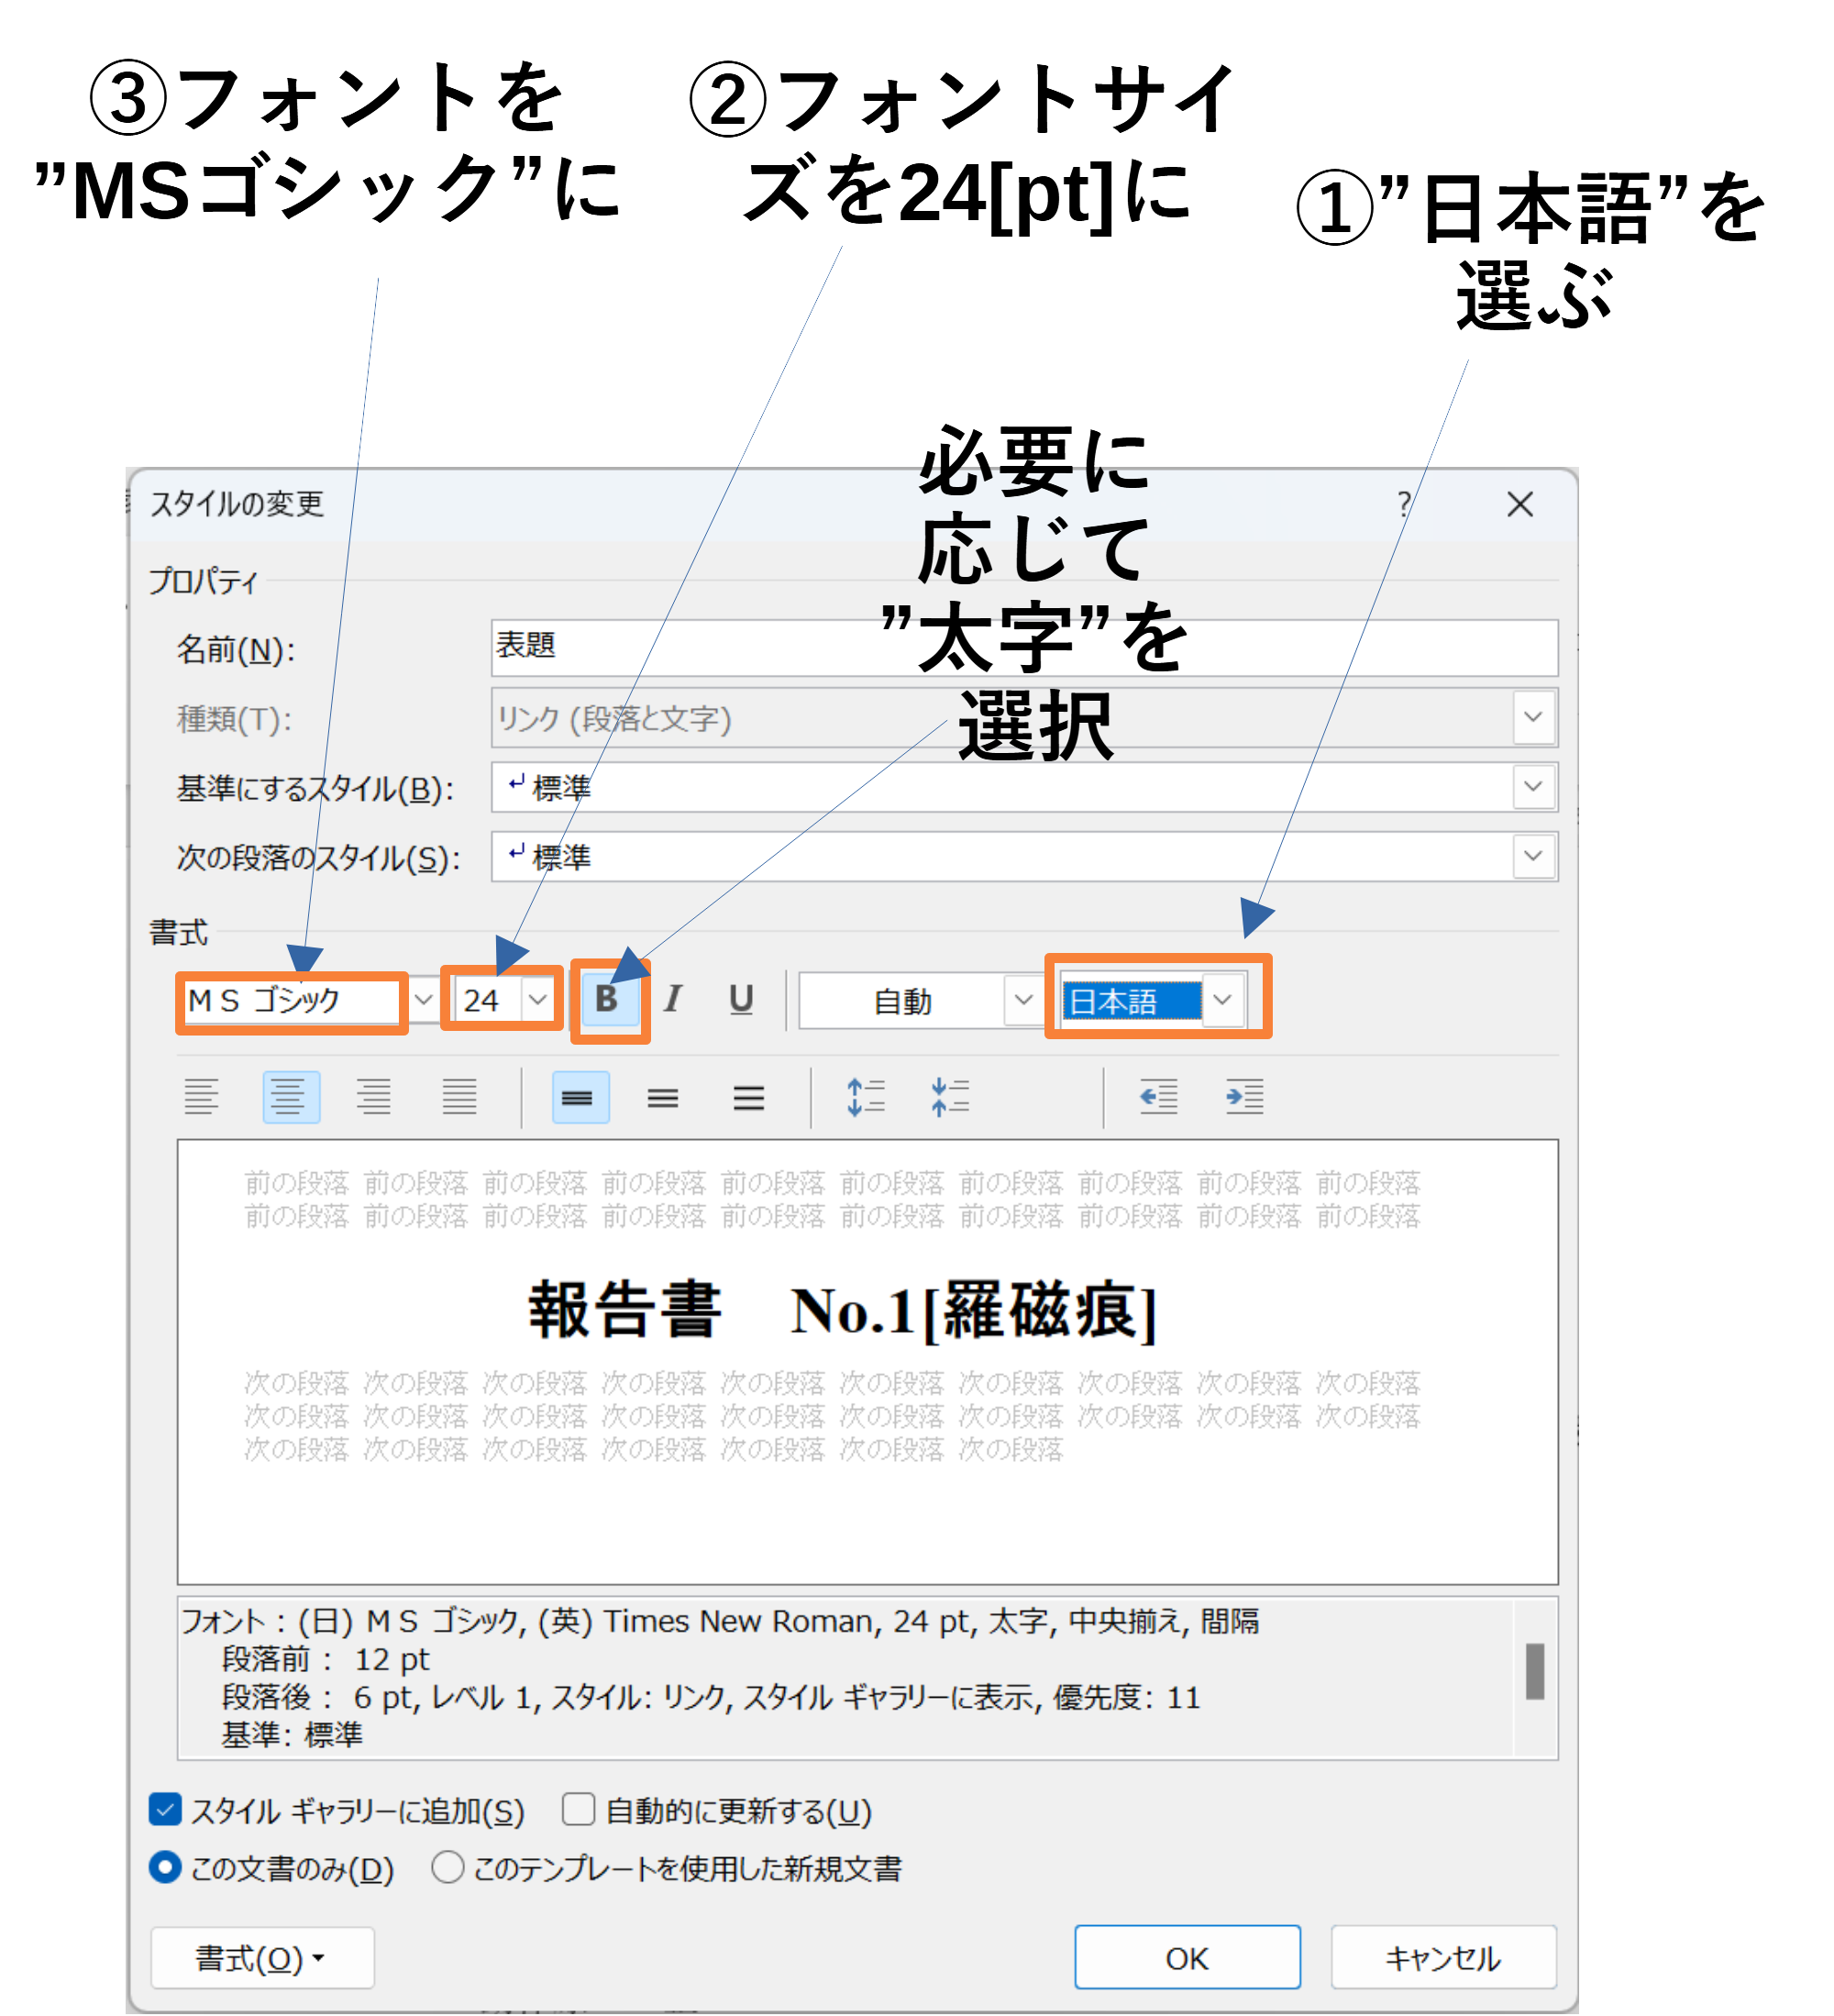 ③フォントを
”MSゴシック”に
②フォントサイ
ズを24[pt]に
①”日本語”を
選ぶ
必要に
応じて
”太字”を
選択
スタイルの変更
?
プロパティ
名前(N):
表題
種類(T):
リンク (段落と文字)
基準にするスタイル(B):
標準
次の段落のスタイル(S):
標準
書式
ＭＳ ゴシック
24
B
I
U
自動
日本語
前の段落 前の段落 前の段落 前の段落 前の段落 前の段落 前の段落 前の段落 前の段落 前の段落
前の段落 前の段落 前の段落 前の段落 前の段落 前の段落 前の段落 前の段落 前の段落 前の段落
報告書　No.1[羅磁痕]
次の段落 次の段落 次の段落 次の段落 次の段落 次の段落 次の段落 次の段落 次の段落 次の段落
次の段落 次の段落 次の段落 次の段落 次の段落 次の段落 次の段落 次の段落 次の段落 次の段落
次の段落 次の段落 次の段落 次の段落 次の段落 次の段落 次の段落
フォント : (日) ＭＳ ゴシック, (英) Times New Roman, 24 pt, 太字, 中央揃え, 間隔
段落前 :  12 pt
段落後 :  6 pt, レベル 1, スタイル: リンク, スタイル ギャラリーに表示, 優先度: 11
基準: 標準
スタイル ギャラリーに追加(S)
自動的に更新する(U)
この文書のみ(D)
このテンプレートを使用した新規文書
書式(O)
OK
キャンセル